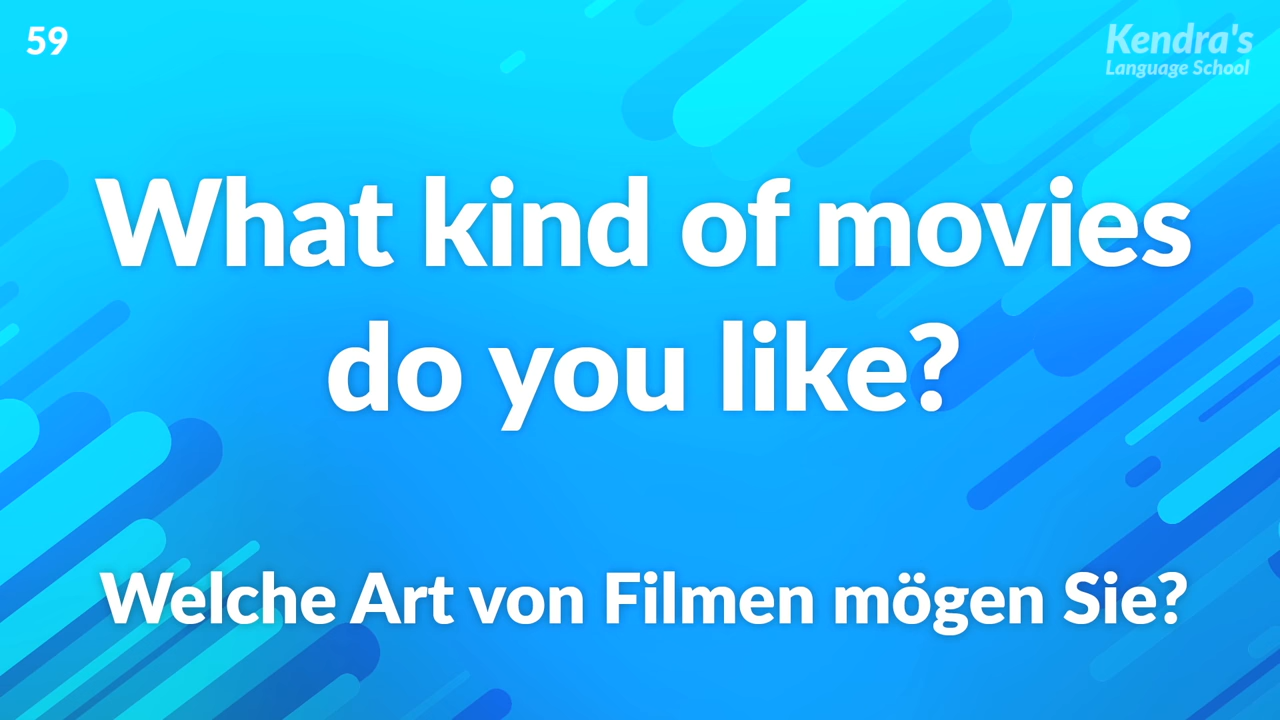 59
Kendra's
Language School
What kind of movies
do you like?
Welche Art von Filmen mögen Sie?